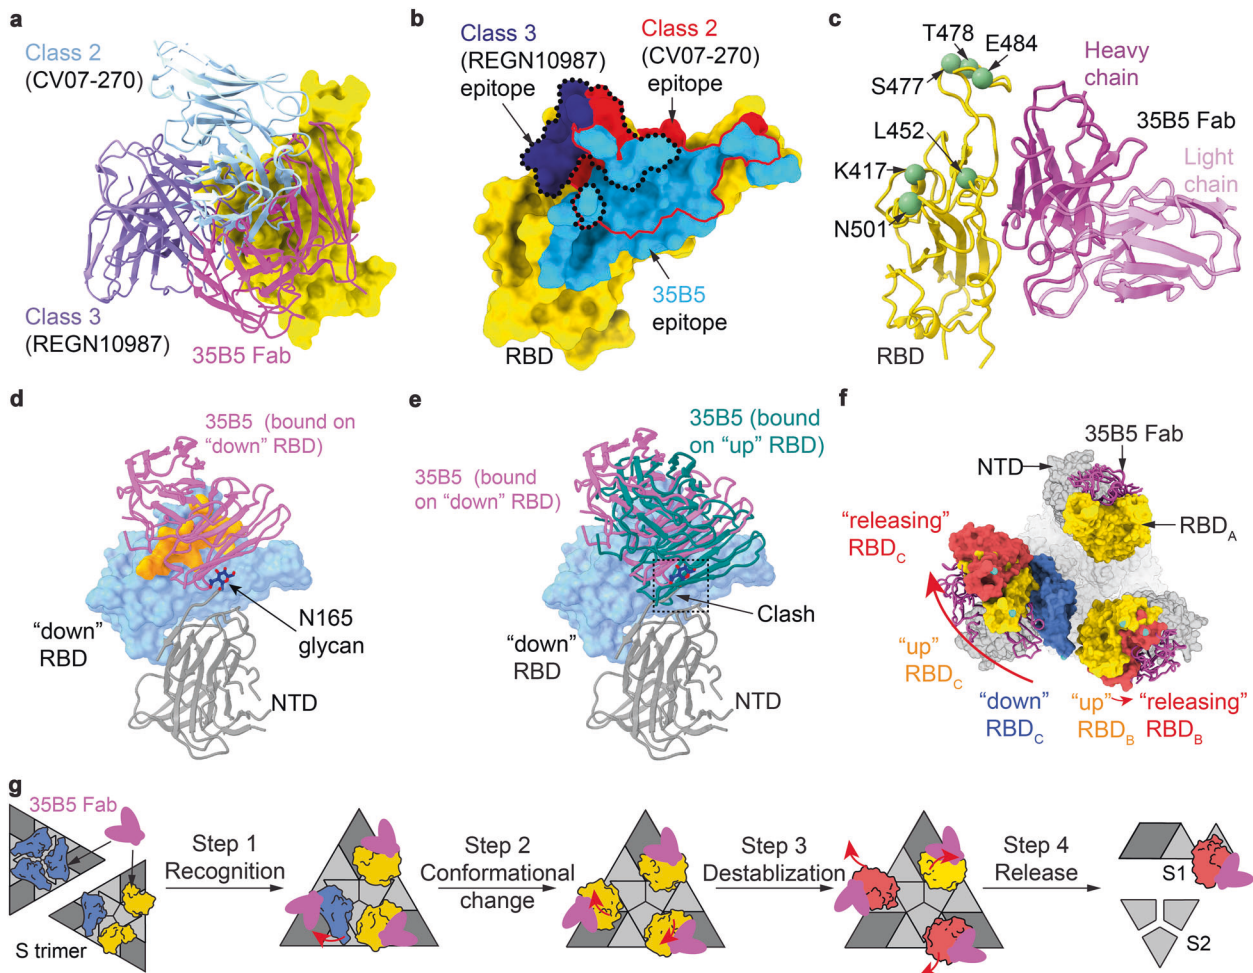 a
Class 2
(CV07-270)
Class 3
(REGN10987)
35B5 Fab
b
Class 3
(REGN10987)
epitope
Class 2
(CV07-270)
epitope
35B5
epitope
RBD
c
T478
E484
S477
L452
K417
N501
Heavy
chain
35B5 Fab
Light
chain
RBD
d
35B5 (bound on
“down” RBD)
N165
glycan
“down”
RBD
NTD
e
35B5 (bound
on “up” RBD)
35B5 (bound
on “down” RBD)
Clash
“down”
RBD
NTD
f
35B5 Fab
NTD
RBDA
“releasing”
RBDC
“up”
RBDC
“down”
RBDC
“up”
RBDB
“releasing”
RBDB
g
35B5 Fab
S trimer
Step 1
Recognition
Step 2
Conformational
change
Step 3
Destablization
Step 4
Release
S1
S2